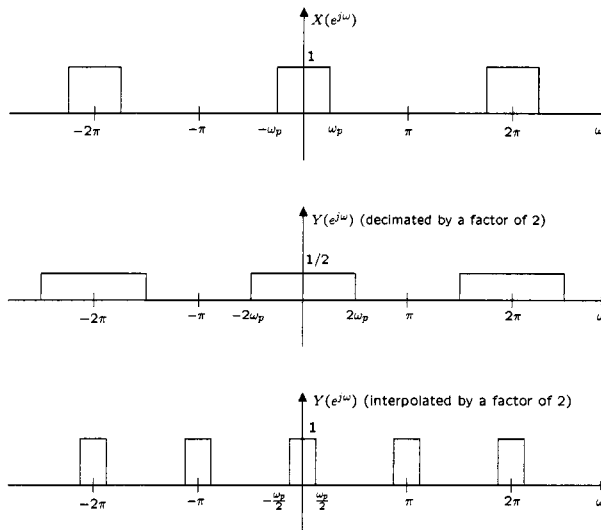 X(e^{jω})
1
−2π −π −ω_p ω_p π 2π ω
Y(e^{jω}) (decimated by a factor of 2)
1/2
−2π −π −2ω_p 2ω_p π 2π ω
Y(e^{jω}) (interpolated by a factor of 2)
1
−2π −π −ω_p/2 ω_p/2 π 2π ω